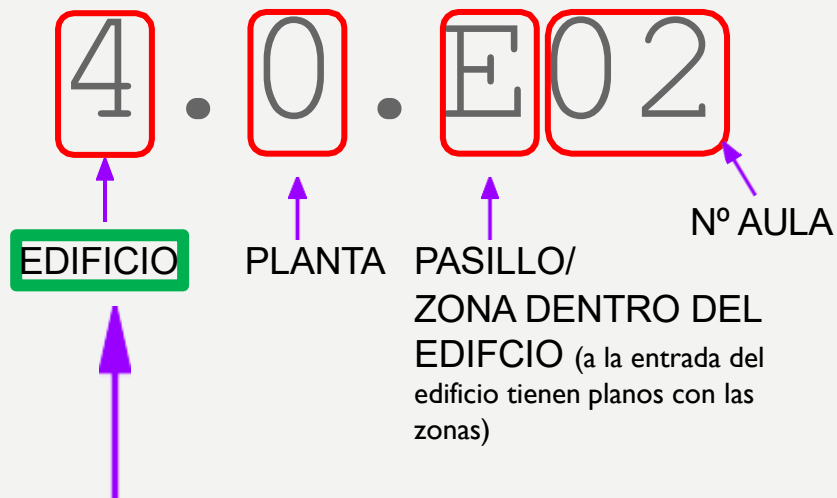 4.0.E02
EDIFICIO
PLANTA
PASILLO/
ZONA DENTRO DEL
EDIFCIO (a la entrada del
edificio tienen planos con las
zonas)
Nº AULA